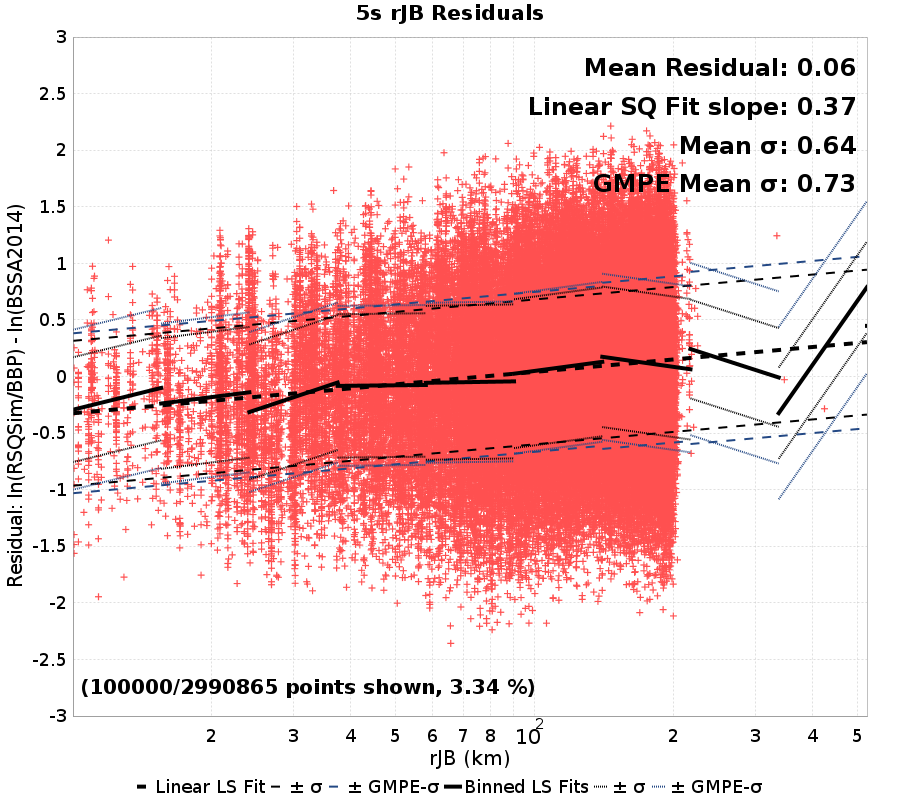 5s rJB Residuals
Mean Residual: 0.06
Linear SQ Fit slope: 0.37
Mean σ: 0.64
GMPE Mean σ: 0.73
Residual: ln(RSQSim/BBP) - ln(BSSA2014)
3
2.5
2
1.5
1
0.5
0
-0.5
-1
-1.5
-2
-2.5
-3
(100000/2990865 points shown, 3.34 %)
2 3 4 5 6 7 8 10² 2 3 4 5
rJB (km)
Linear LS Fit ± σ ± GMPE-σ Binned LS Fits ± σ ± GMPE-σ